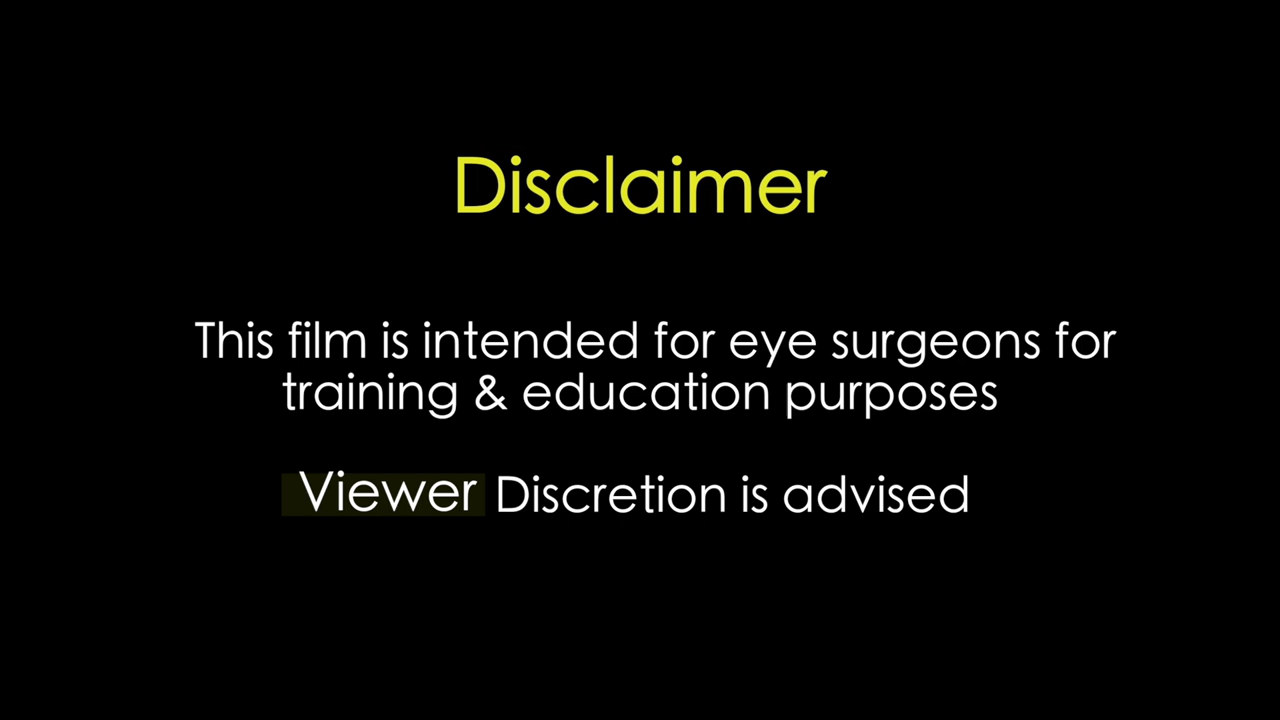 Disclaimer
This film is intended for eye surgeons for
training & education purposes
Viewer Discretion is advised